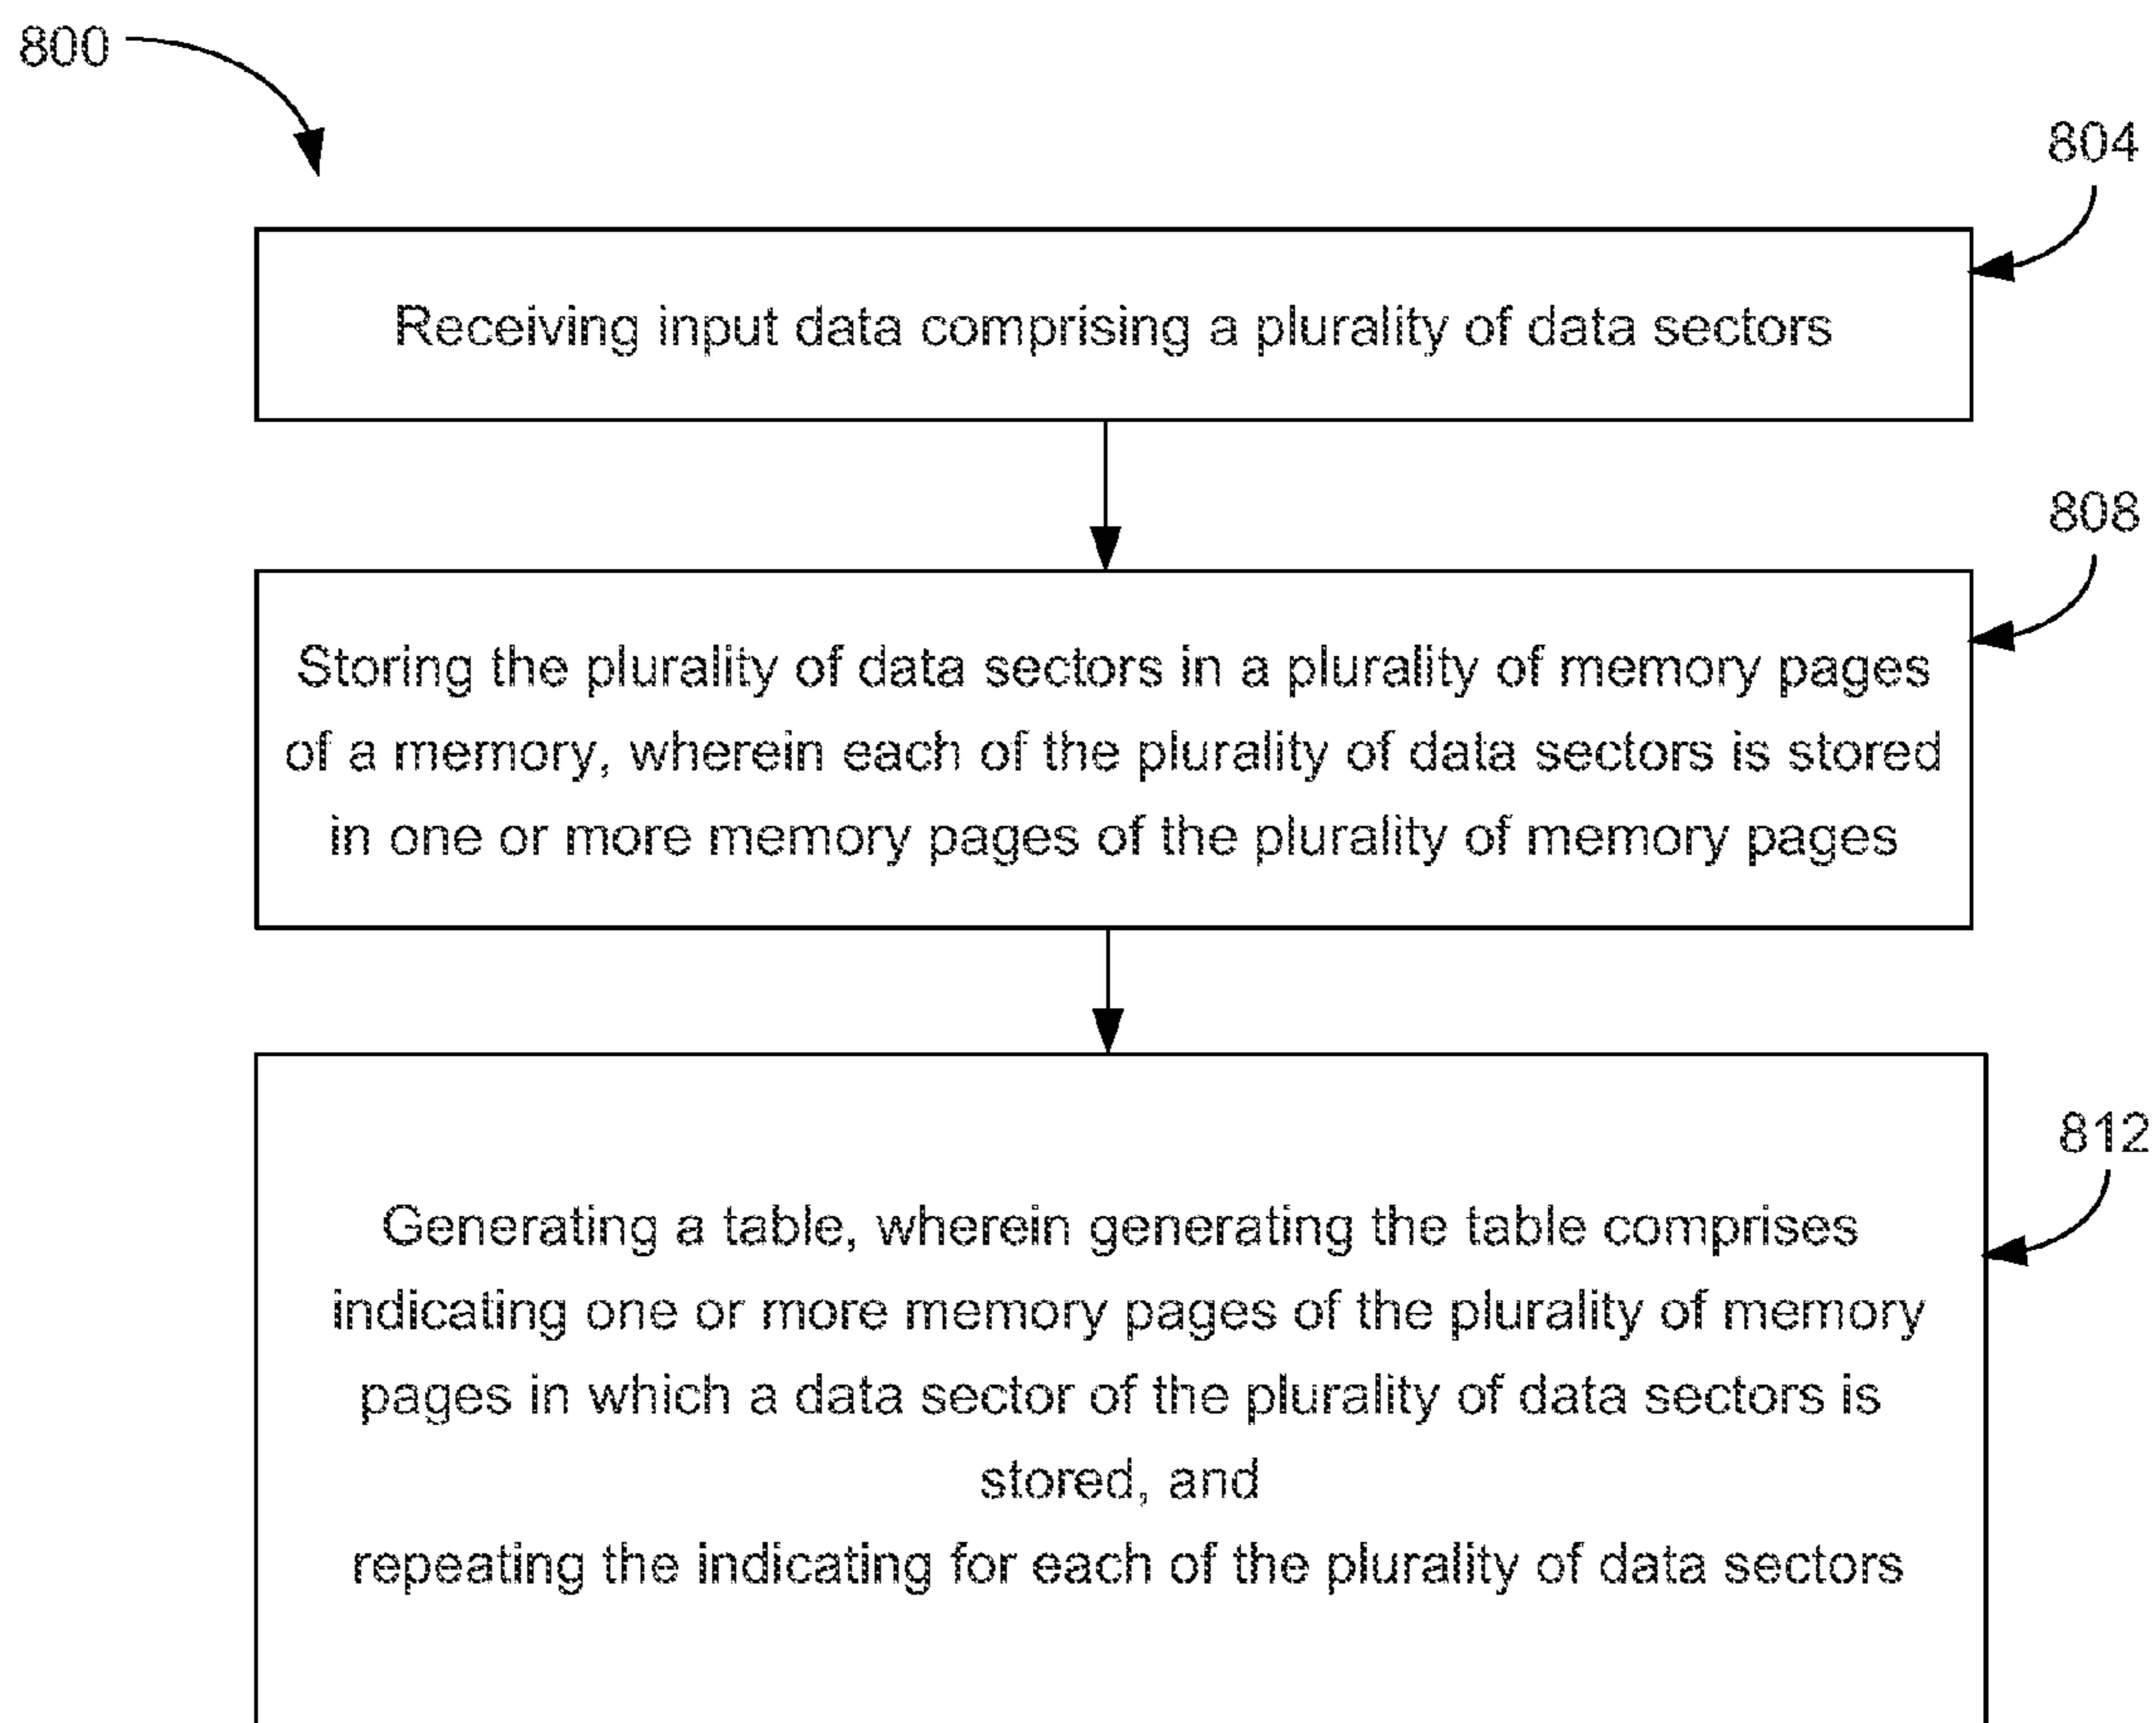 800
804
Receiving input data comprising a plurality of data sectors
808
Storing the plurality of data sectors in a plurality of memory pages
of a memory, wherein each of the plurality of data sectors is stored
in one or more memory pages of the plurality of memory pages
812
Generating a table, wherein generating the table comprises
indicating one or more memory pages of the plurality of memory
pages in which a data sector of the plurality of data sectors is
stored, and
repeating the indicating for each of the plurality of data sectors